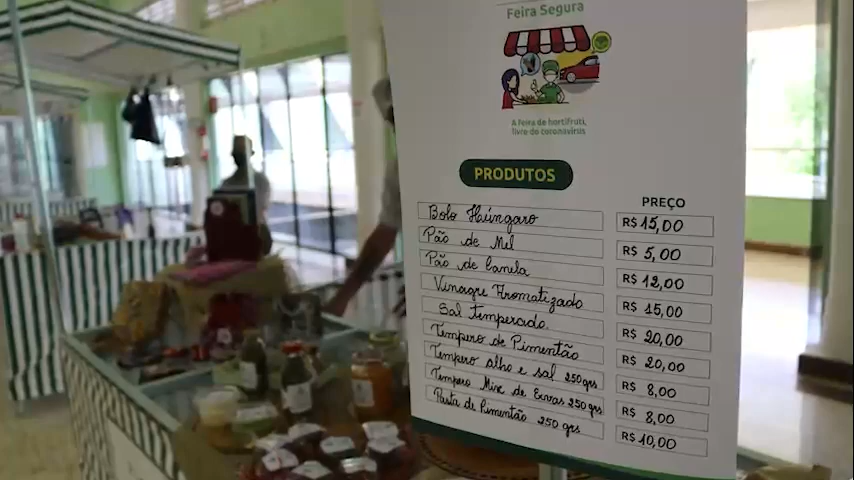 Feira Segura
A Feira de hortifruti,
livre do coronavírus
PRODUTOS PREÇO
Bolo Húngaro R$ 15,00
Pão de Mel R$ 5,00
Pão de Canela R$ 12,00
Vinagre Aromatizado R$ 15,00
Sal temperado R$ 20,00
Tempero de Pimentão R$ 20,00
Tempero alho e sal 250 grs R$ 8,00
Tempero Mix de Ervas 250 grs R$ 8,00
Pasta de Pimentão 250 grs R$ 10,00